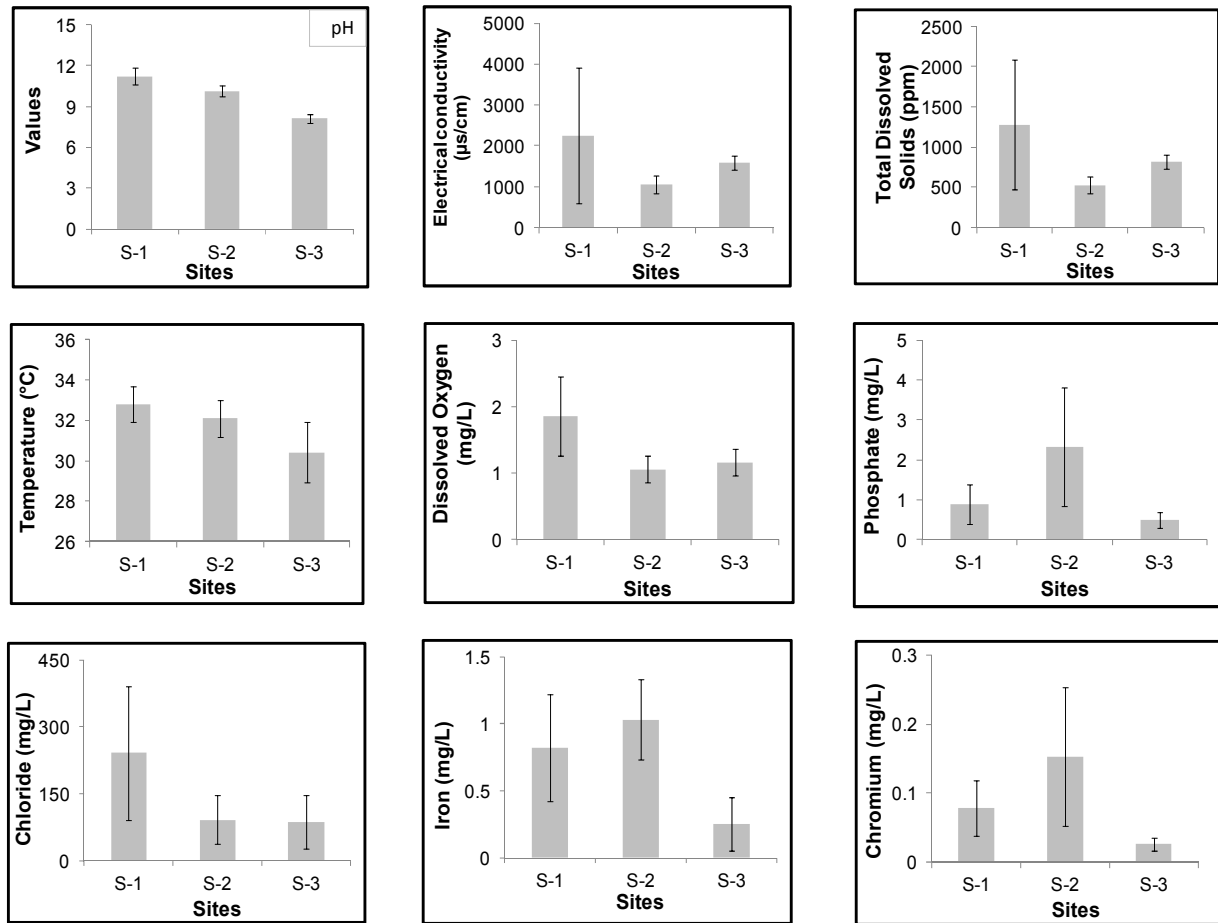 pH
Values
15
12
9
6
3
0
S-1 S-2 S-3
Sites
Electrical conductivity
(µs/cm)
5000
4000
3000
2000
1000
0
S-1 S-2 S-3
Sites
Total Dissolved
Solids (ppm)
2500
2000
1500
1000
500
0
S-1 S-2 S-3
Sites
Temperature (°C)
36
34
32
30
28
26
S-1 S-2 S-3
Sites
Dissolved Oxygen
(mg/L)
3
2
1
0
S-1 S-2 S-3
Sites
Phosphate (mg/L)
5
4
3
2
1
0
S-1 S-2 S-3
Sites
Chloride (mg/L)
450
300
150
0
S-1 S-2 S-3
Sites
Iron (mg/L)
1.5
1
0.5
0
S-1 S-2 S-3
Sites
Chromium (mg/L)
0.3
0.2
0.1
0
S-1 S-2 S-3
Sites